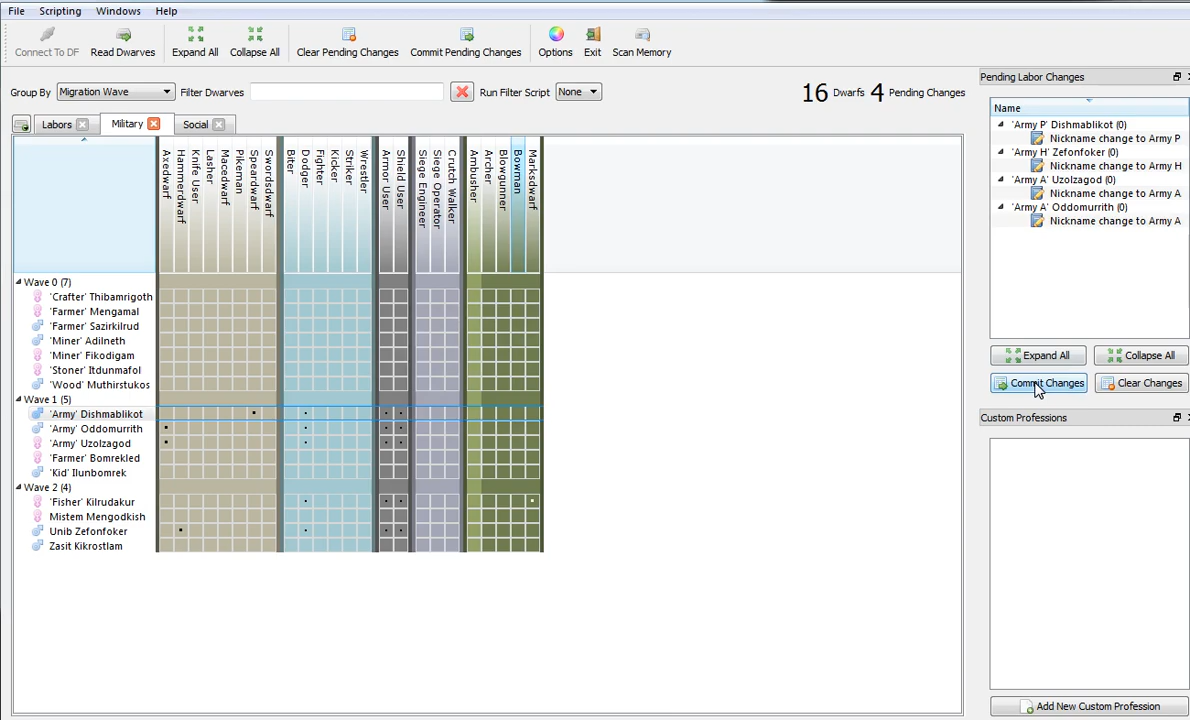 File Scripting Windows Help
Connect To DF Read Dwarves Expand All Collapse All Clear Pending Changes Commit Pending Changes Options Exit Scan Memory
Group By Migration Wave Filter Dwarves Run Filter Script None 16 Dwarfs 4 Pending Changes
Labors Military Social
Axedwarf
Hammerdwarf
Knife User
Lasher
Macedwarf
Pikeman
Speardwarf
Swordsdwarf
Biter
Dodger
Fighter
Kicker
Striker
Wrestler
Armor User
Shield User
Siege Engineer
Siege Operator
Crutch Walker
Ambusher
Archer
Blowgunner
Bowman
Marksdwarf
Wave 0 (7)
'Crafter' Thibamrigoth
'Farmer' Mengamal
'Farmer' Sazirkilrud
'Miner' Adilneth
'Miner' Fikodigam
'Stoner' Itdunmafol
'Wood' Muthirstukos
Wave 1 (5)
'Army' Dishmablikot
'Army' Oddomurrith
'Army' Uzolzagod
'Farmer' Bomrekled
'Kid' Ilunbomrek
Wave 2 (4)
'Fisher' Kilrudakur
Mistem Mengodkish
Unib Zefonfoker
Zasit Kikrostlam
Pending Labor Changes
Name
'Army P' Dishmablikot (0)
Nickname change to Army P
'Army H' Zefonfoker (0)
Nickname change to Army H
'Army A' Uzolzagod (0)
Nickname change to Army A
'Army A' Oddomurrith (0)
Nickname change to Army A
Expand All Collapse All
Commit Changes Clear Changes
Custom Professions
Add New Custom Profession